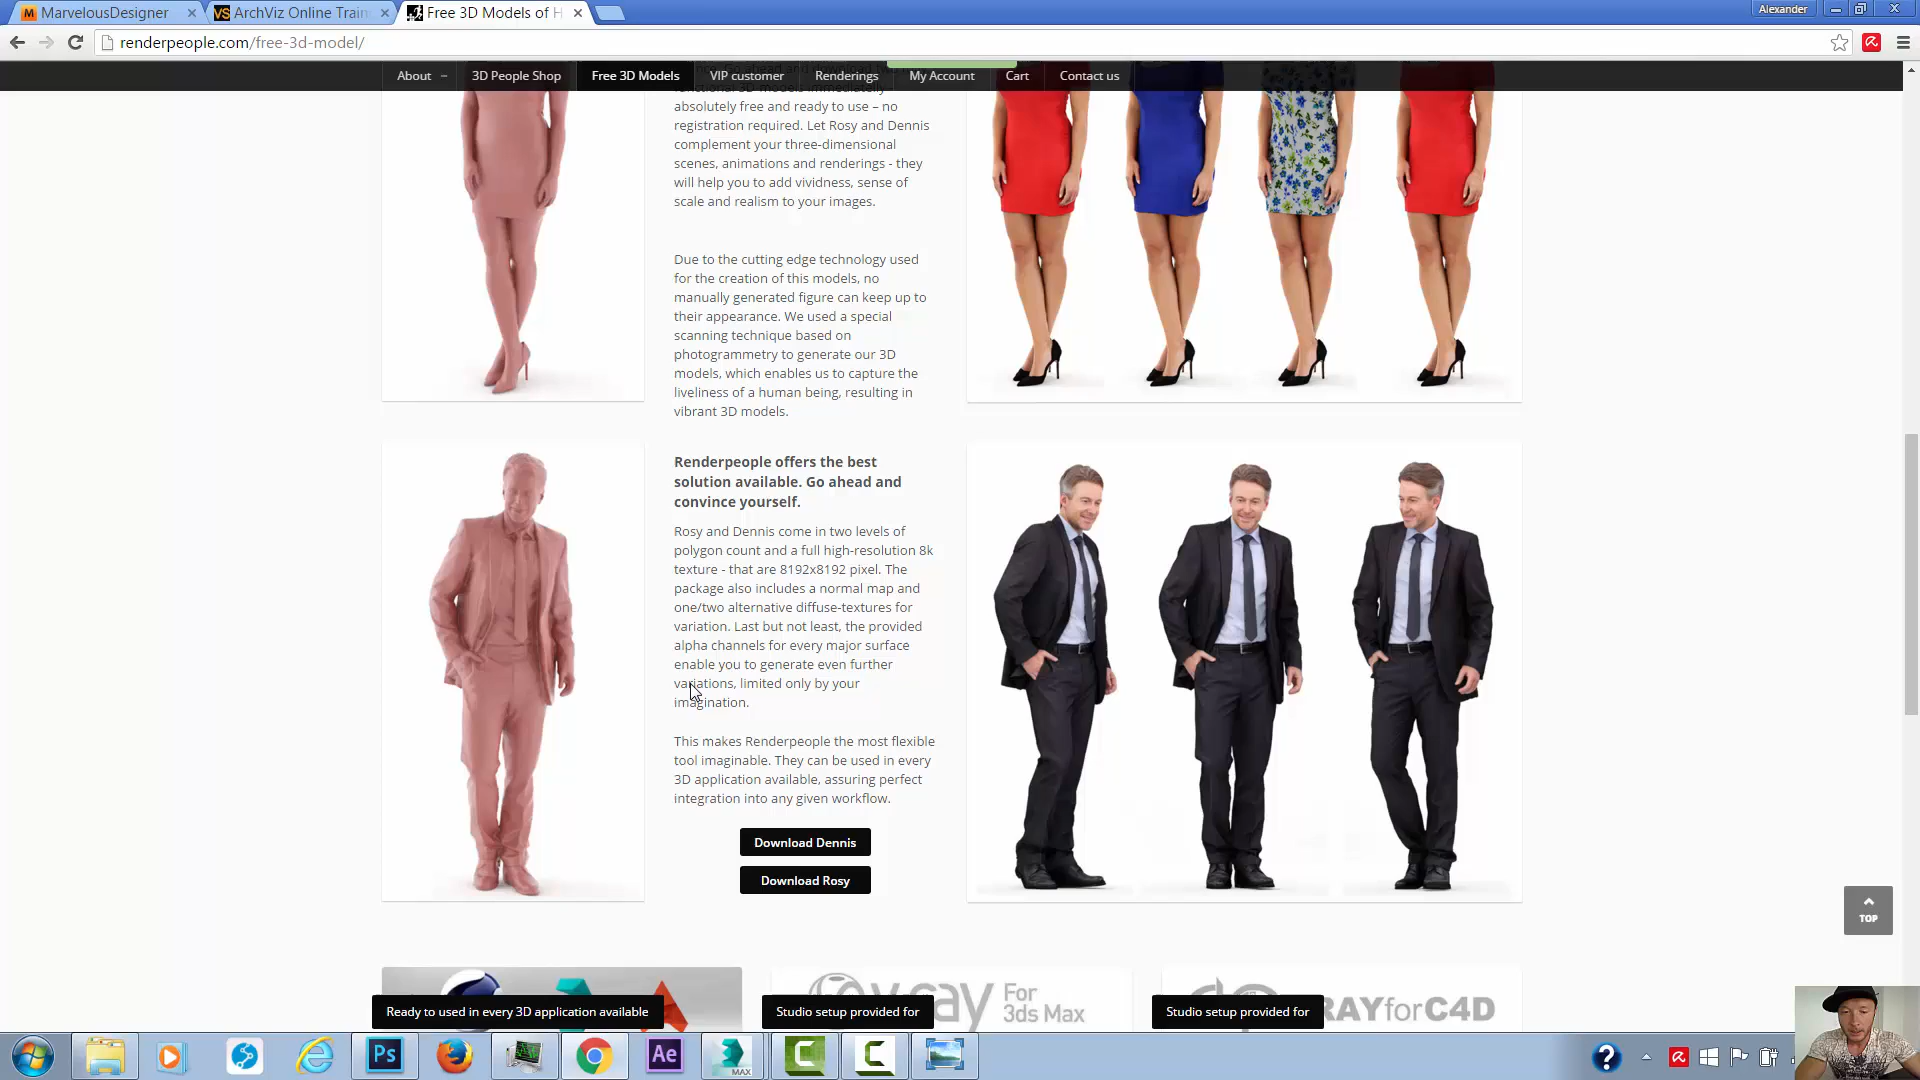 MarvelousDesigner
ArchViz Online Train
Free 3D Models of H
Alexander
renderpeople.com/free-3d-model/
About
3D People Shop
Free 3D Models
VIP customer
Renderings
My Account
Cart
Contact us
absolutely free and ready to use – no
registration required. Let Rosy and Dennis
complement your three-dimensional
scenes, animations and renderings - they
will help you to add vividness, sense of
scale and realism to your images.
Due to the cutting edge technology used
for the creation of this models, no
manually generated figure can keep up to
their appearance. We used a special
scanning technique based on
photogrammetry to generate our 3D
models, which enables us to capture the
liveliness of a human being, resulting in
vibrant 3D models.
Renderpeople offers the best
solution available. Go ahead and
convince yourself.
Rosy and Dennis come in two levels of
polygon count and a full high-resolution 8k
texture - that are 8192x8192 pixel. The
package also includes a normal map and
one/two alternative diffuse-textures for
variation. Last but not least, the provided
alpha channels for every major surface
enable you to generate even further
variations, limited only by your
imagination.
This makes Renderpeople the most flexible
tool imaginable. They can be used in every
3D application available, assuring perfect
integration into any given workflow.
Download Dennis
Download Rosy
TOP
For
3ds Max
RAYforC4D
Ready to used in every 3D application available
Studio setup provided for
Studio setup provided for
Ps
Ae
MAX